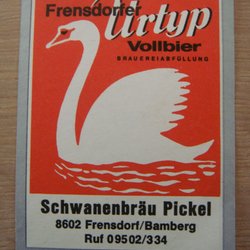 Frensdorfer
Urtyp
Vollbier
BRAUEREIABFÜLLUNG
Schwanenbräu Pickel
8602 Frensdorf/Bamberg
Ruf 09502/334